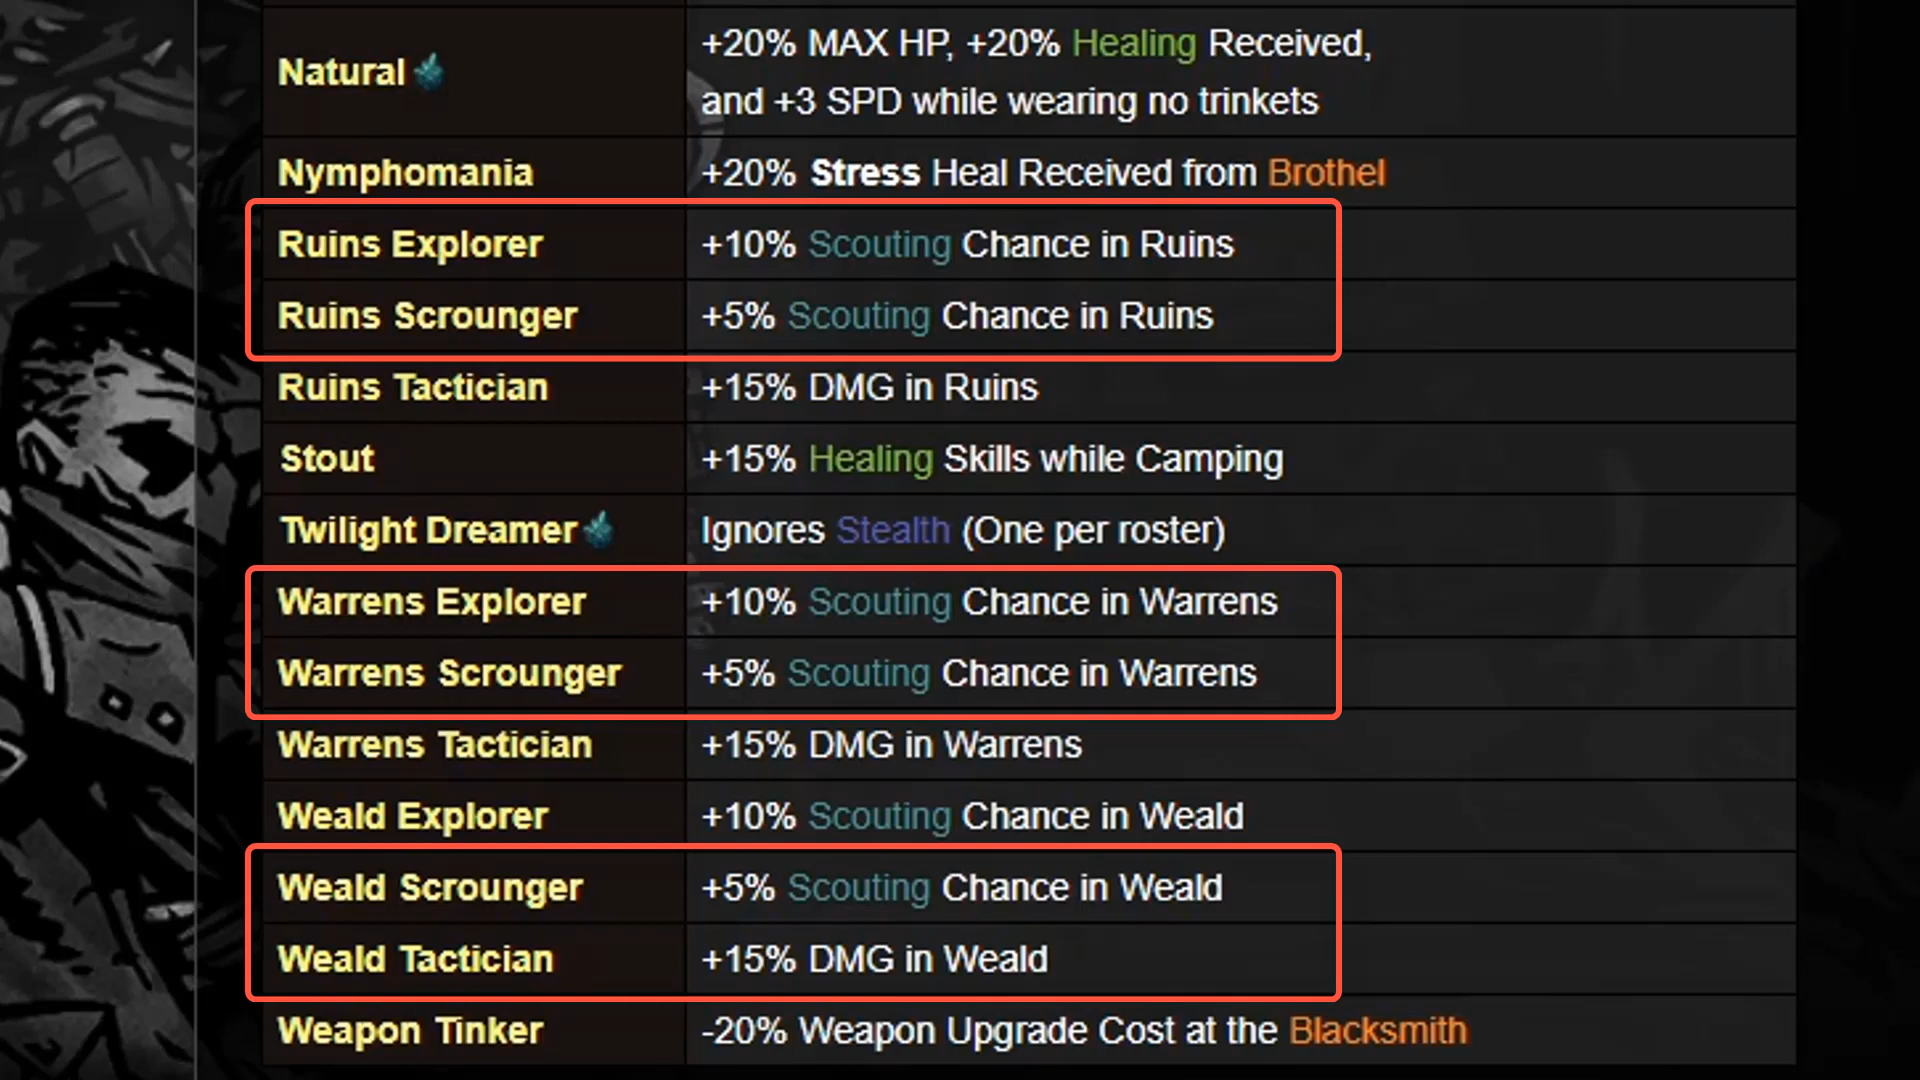 Natural
+20% MAX HP, +20% Healing Received,
and +3 SPD while wearing no trinkets
Nymphomania
+20% Stress Heal Received from Brothel
Ruins Explorer
+10% Scouting Chance in Ruins
Ruins Scrounger
+5% Scouting Chance in Ruins
Ruins Tactician
+15% DMG in Ruins
Stout
+15% Healing Skills while Camping
Twilight Dreamer
Ignores Stealth (One per roster)
Warrens Explorer
+10% Scouting Chance in Warrens
Warrens Scrounger
+5% Scouting Chance in Warrens
Warrens Tactician
+15% DMG in Warrens
Weald Explorer
+10% Scouting Chance in Weald
Weald Scrounger
+5% Scouting Chance in Weald
Weald Tactician
+15% DMG in Weald
Weapon Tinker
-20% Weapon Upgrade Cost at the Blacksmith